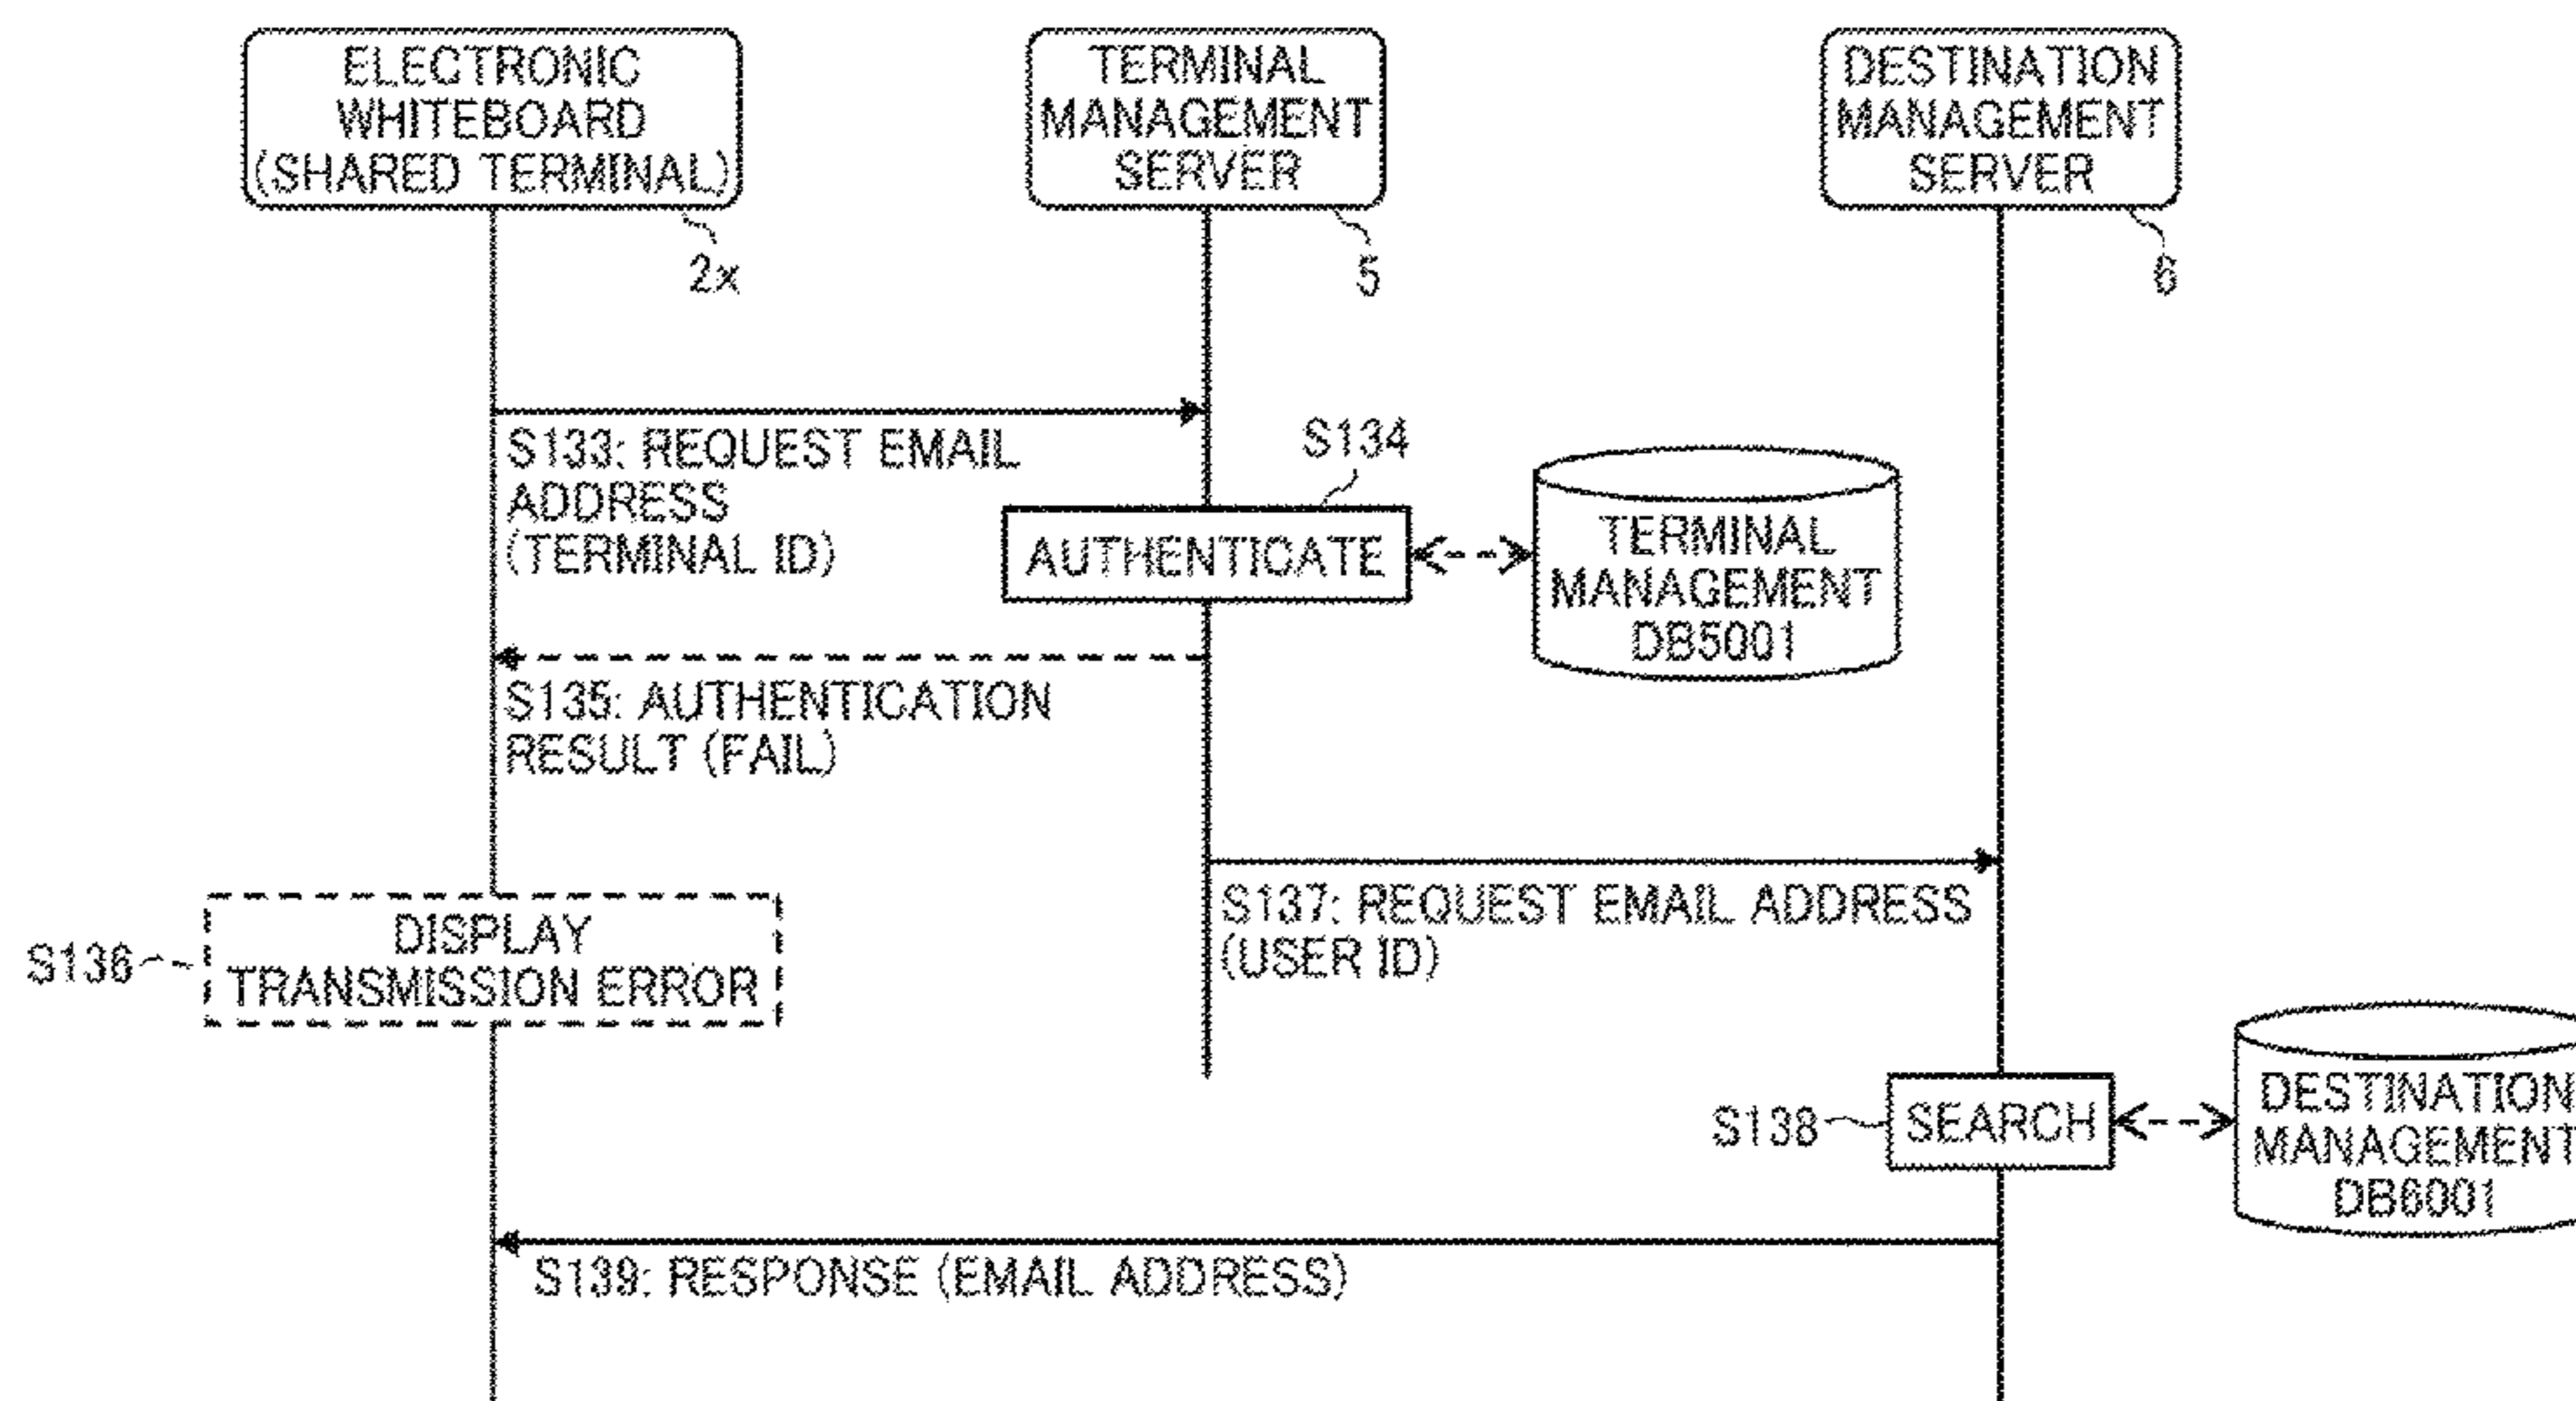 ELECTRONIC
WHITEBOARD
(SHARED TERMINAL)
2x
TERMINAL
MANAGEMENT
SERVER
5
DESTINATION
MANAGEMENT
SERVER
6
S133: REQUEST EMAIL
ADDRESS
(TERMINAL ID)
S134
AUTHENTICATE
TERMINAL
MANAGEMENT
DB5001
S135: AUTHENTICATION
RESULT (FAIL)
S137: REQUEST EMAIL ADDRESS
(USER ID)
S136
DISPLAY
TRANSMISSION ERROR
S138
SEARCH
DESTINATION
MANAGEMENT
DB6001
S139: RESPONSE (EMAIL ADDRESS)